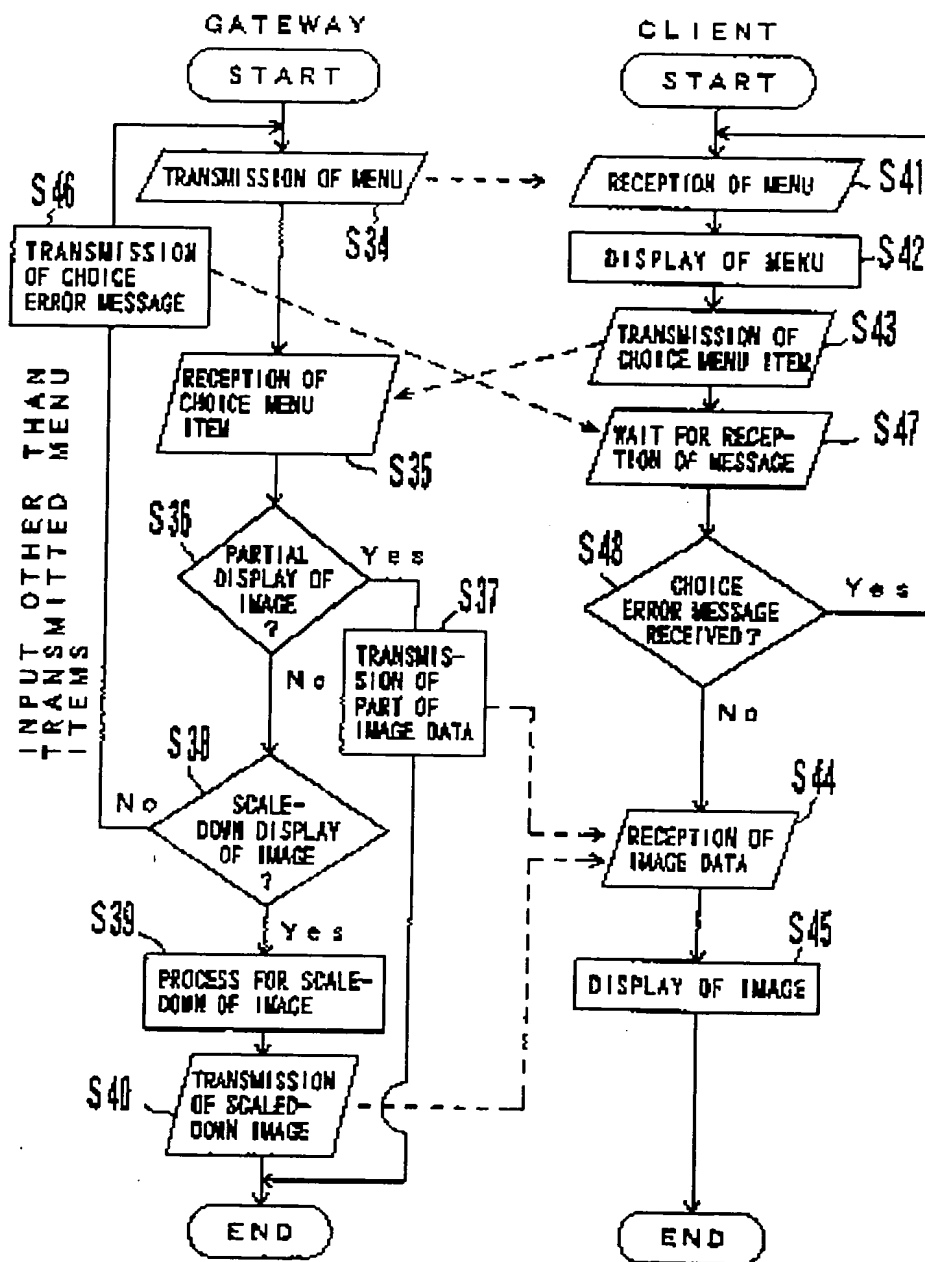 GATEWAY
START
TRANSMISSION OF MENU
S34
S46
TRANSMISSION
OF CHOICE
ERROR MESSAGE
INPUT OTHER THAN
TRANSMITTED MENU
ITEMS
RECEPTION OF
CHOICE MENU
ITEM
S35
S36
PARTIAL
DISPLAY OF
IMAGE
?
Yes
No
S37
TRANSMIS-
SION OF
PART OF
IMAGE DATA
S38
SCALE-
DOWN DISPLAY
OF IMAGE
?
No
Yes
S39
PROCESS FOR SCALE-
DOWN OF IMAGE
S40
TRANSMISSION
OF SCALED-
DOWN IMAGE
END
CLIENT
START
RECEPTION OF MENU
S41
DISPLAY OF MENU
S42
TRANSMISSION OF
CHOICE MENU ITEM
S43
WAIT FOR RECEP-
TION OF MESSAGE
S47
S48
CHOICE
ERROR MESSAGE
RECEIVED?
Yes
No
S44
RECEPTION OF
IMAGE DATA
S45
DISPLAY OF IMAGE
END